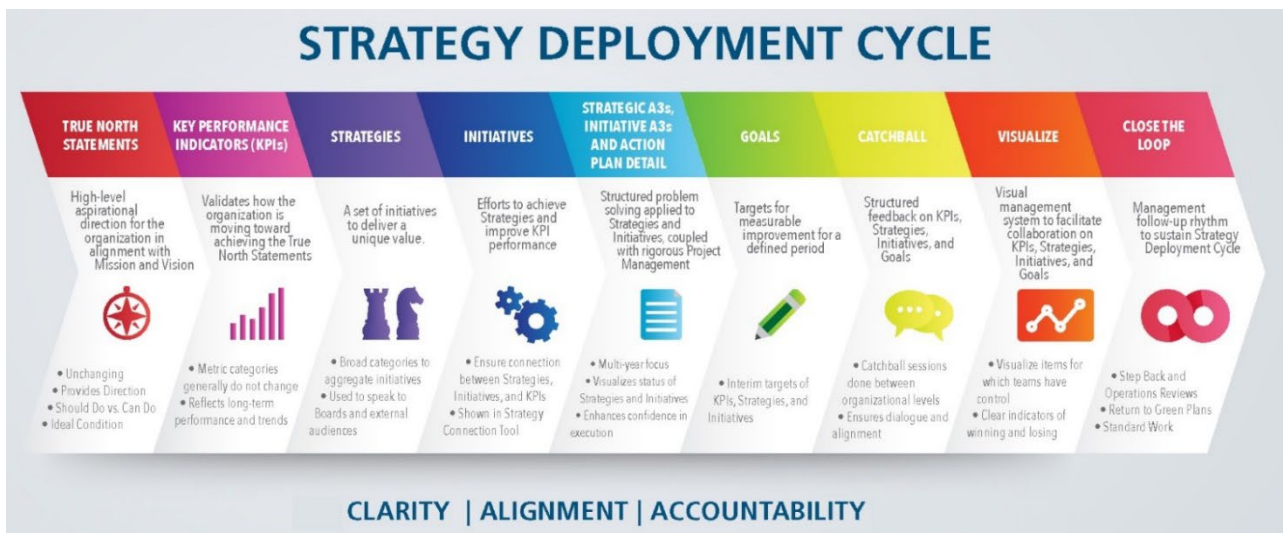 STRATEGY DEPLOYMENT CYCLE
TRUE NORTH
STATEMENTS
High-level
aspirational
direction for the
organization in
alignment with
Mission and Vision
• Unchanging
• Provides Direction
• Should Do vs. Can Do
• Ideal Condition
KEY PERFORMANCE
INDICATORS (KPIs)
Validates how the
organization is
moving toward
achieving the True
North Statements
• Metric categories
generally do not change
• Reflects long-term
performance and trends
STRATEGIES
A set of initiatives
to deliver a
unique value.
• Broad categories to
aggregate initiatives
• Used to speak to
Boards and external
audiences
INITIATIVES
Efforts to achieve
Strategies and
improve KPI
performance
• Ensure connection
between Strategies,
Initiatives, and KPIs
• Shown in Strategy
Connection Tool
STRATEGIC A3s,
INITIATIVE A3s
AND ACTION
PLAN DETAIL
Structured problem
solving applied to
Strategies and
Initiatives, coupled
with rigorous Project
Management
• Multi-year focus
• Visualizes status of
Strategies and Initiatives
• Enhances confidence in
execution
GOALS
Targets for
measurable
improvement for a
defined period
• Interim targets of
KPIs, Strategies, and
Initiatives
CATCHBALL
Structured
feedback on KPIs,
Strategies,
Initiatives, and
Goals
• Catchball sessions
done between
organizational levels
• Ensures dialogue and
alignment
VISUALIZE
Visual
management
system to facilitate
collaboration on
KPIs, Strategies,
Initiatives, and
Goals
• Visualize items for
which teams have
control
• Clear indicators of
winning and losing
CLOSE THE
LOOP
Management
follow-up rhythm
to sustain Strategy
Deployment Cycle
• Step Back and
Operations Reviews
• Return to Green Plans
• Standard Work
CLARITY | ALIGNMENT | ACCOUNTABILITY